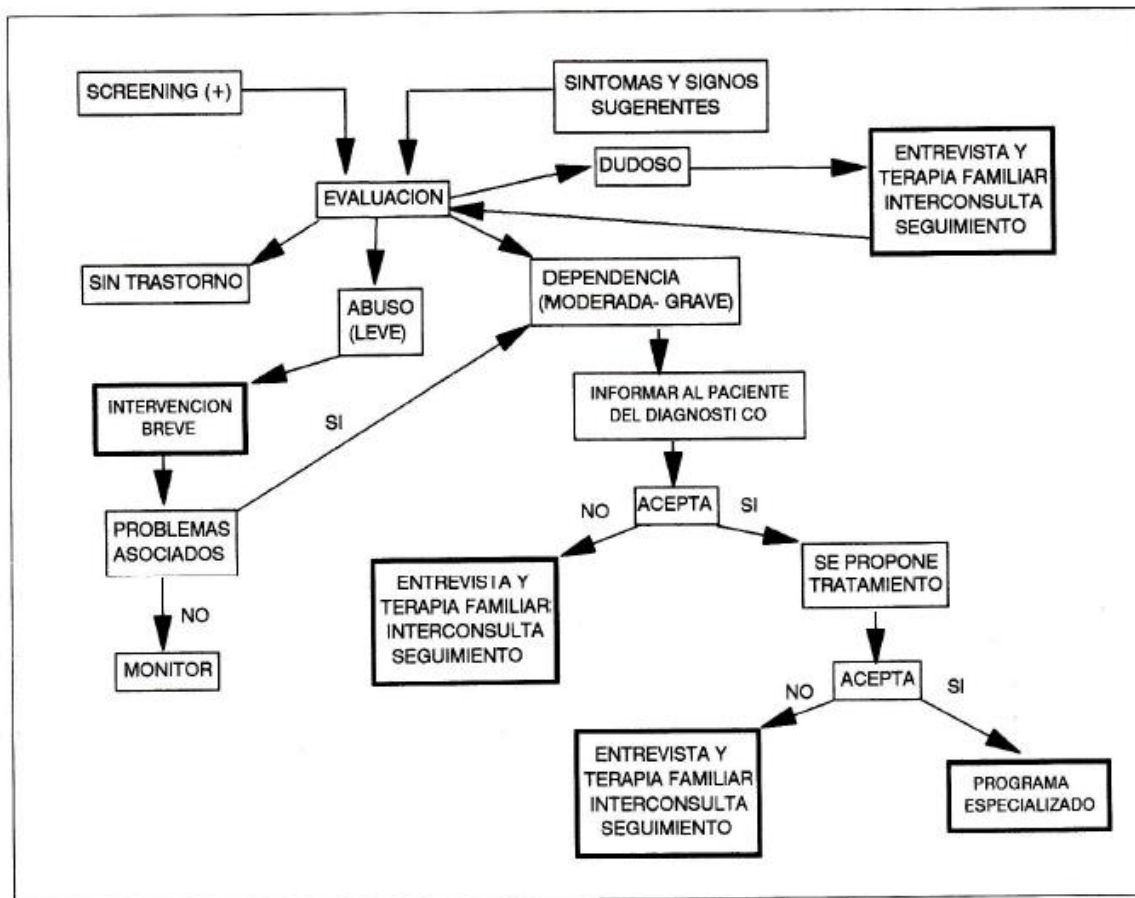 SCREENING (+)
SINTOMAS Y SIGNOS
SUGERENTES
DUDOSO
ENTREVISTA Y
TERAPIA FAMILIAR
INTERCONSULTA
SEGUIMIENTO
EVALUACION
SIN TRASTORNO
ABUSO
(LEVE)
DEPENDENCIA
(MODERADA- GRAVE)
INTERVENCION
BREVE
SI
INFORMAR AL PACIENTE
DEL DIAGNOSTI CO
PROBLEMAS
ASOCIADOS
NO
MONITOR
NO
ACEPTA
SI
ENTREVISTA Y
TERAPIA FAMILIAR
INTERCONSULTA
SEGUIMIENTO
SE PROPONE
TRATAMIENTO
NO
ACEPTA
SI
ENTREVISTA Y
TERAPIA FAMILIAR
INTERCONSULTA
SEGUIMIENTO
PROGRAMA
ESPECIALIZADO